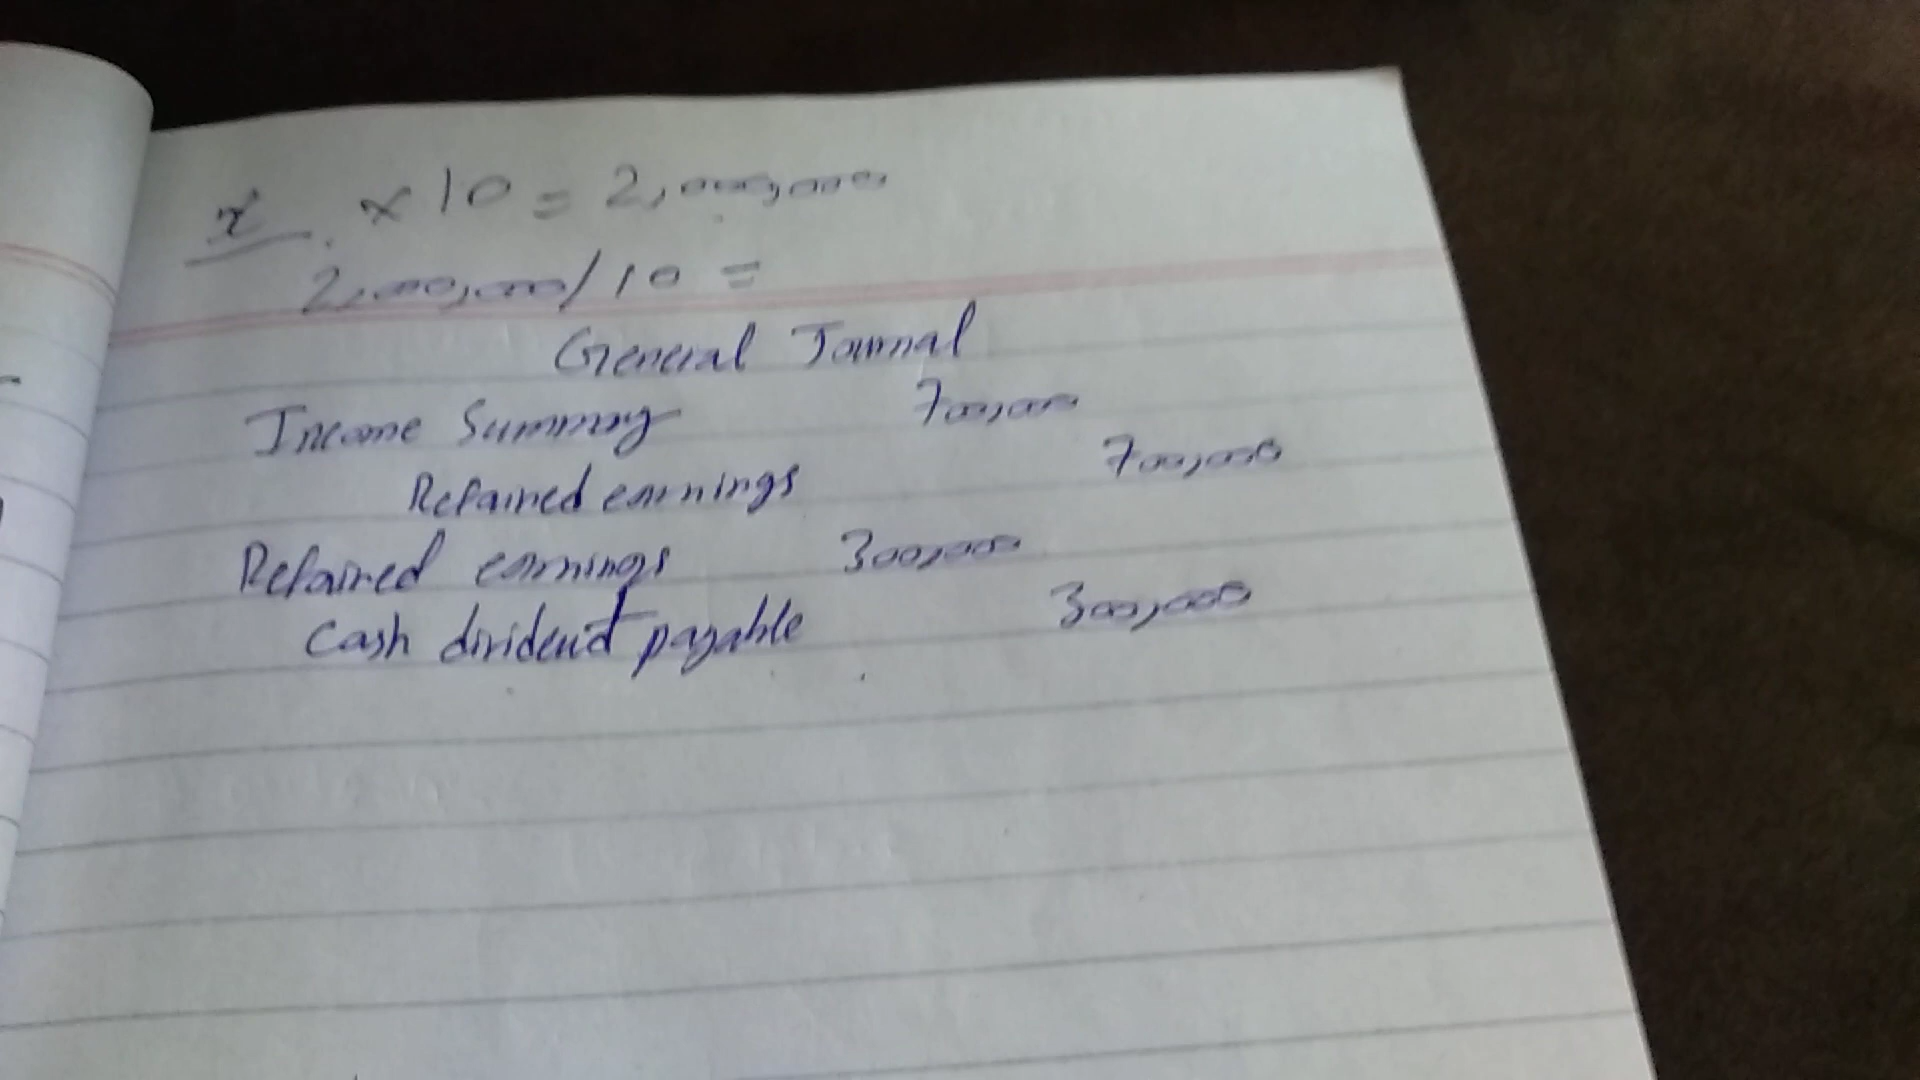 x × 10 = 2,000,000
2,000,000/10 =
General Journal
Income Summary 700,000
Retained earnings 700,000
Retained earnings 300,000
Cash dividend payable 300,000